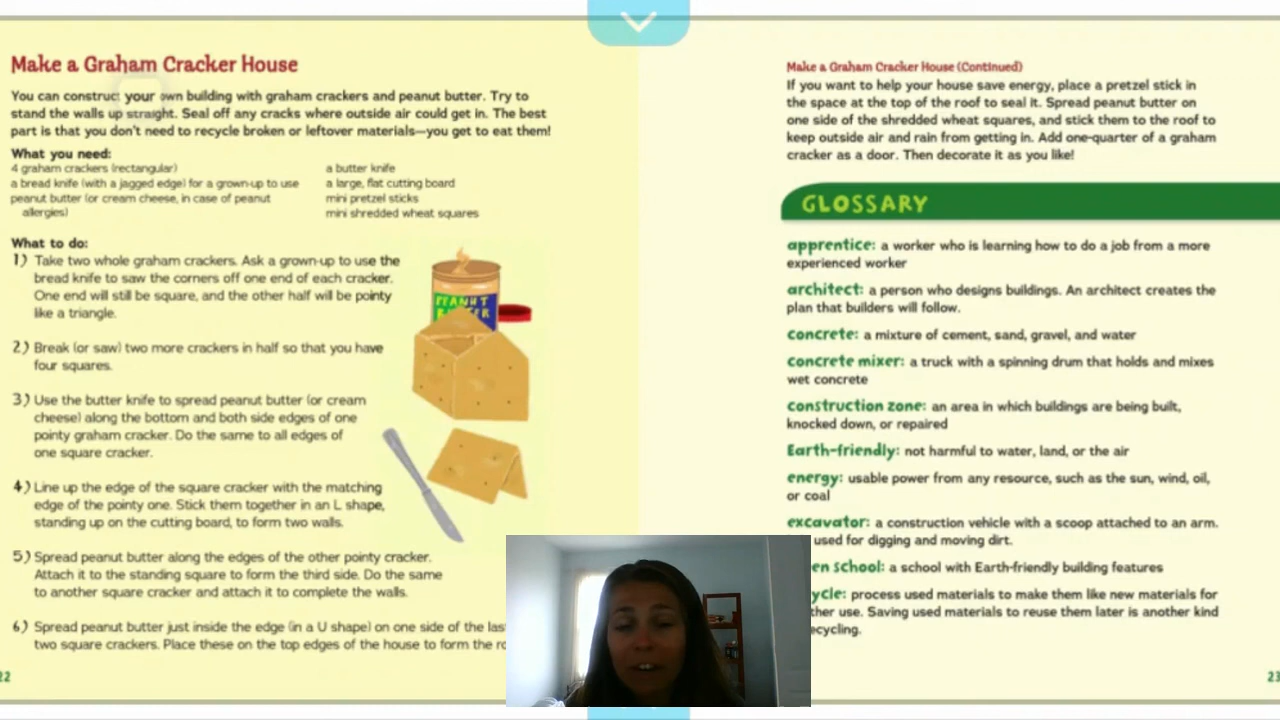 Make a Graham Cracker House
You can construct your own building with graham crackers and peanut butter. Try to
stand the walls up straight. Seal off any cracks where outside air could get in. The best
part is that you don't need to recycle broken or leftover materials—you get to eat them!
What you need:
4 graham crackers (rectangular)
a bread knife (with a jagged edge) for a grown-up to use
peanut butter (or cream cheese, in case of peanut
allergies)
a butter knife
a large, flat cutting board
mini pretzel sticks
mini shredded wheat squares
What to do:
1) Take two whole graham crackers. Ask a grown-up to use the
bread knife to saw the corners off one end of each cracker.
One end will still be square, and the other half will be pointy
like a triangle.
2) Break (or saw) two more crackers in half so that you have
four squares.
3) Use the butter knife to spread peanut butter (or cream
cheese) along the bottom and both side edges of one
pointy graham cracker. Do the same to all edges of
one square cracker.
4) Line up the edge of the square cracker with the matching
edge of the pointy one. Stick them together in an L shape,
standing up on the cutting board, to form two walls.
5) Spread peanut butter along the edges of the other pointy cracker.
Attach it to the standing square to form the third side. Do the same
to another square cracker and attach it to complete the walls.
6) Spread peanut butter just inside the edge (in a U shape) on one side of the las
two square crackers. Place these on the top edges of the house to form the ro
22
PEANUT
Make a Graham Cracker House (Continued)
If you want to help your house save energy, place a pretzel stick in
the space at the top of the roof to seal it. Spread peanut butter on
one side of the shredded wheat squares, and stick them to the roof to
keep outside air and rain from getting in. Add one-quarter of a graham
cracker as a door. Then decorate it as you like!
GLOSSARY
apprentice: a worker who is learning how to do a job from a more
experienced worker
architect: a person who designs buildings. An architect creates the
plan that builders will follow.
concrete: a mixture of cement, sand, gravel, and water
concrete mixer: a truck with a spinning drum that holds and mixes
wet concrete
construction zone: an area in which buildings are being built,
knocked down, or repaired
Earth-friendly: not harmful to water, land, or the air
energy: usable power from any resource, such as the sun, wind, oil,
or coal
excavator: a construction vehicle with a scoop attached to an arm.
used for digging and moving dirt.
en school: a school with Earth-friendly building features
ycle: process used materials to make them like new materials for
ther use. Saving used materials to reuse them later is another kind
ecycling.
23